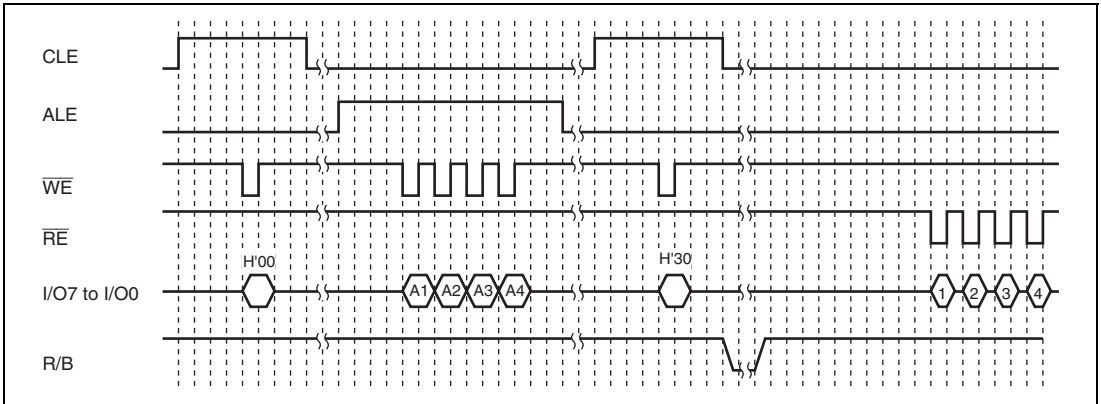 CLE
ALE
WE
RE
H'00
H'30
I/O7 to I/O0
A1 A2 A3 A4
1 2 3 4
R/B